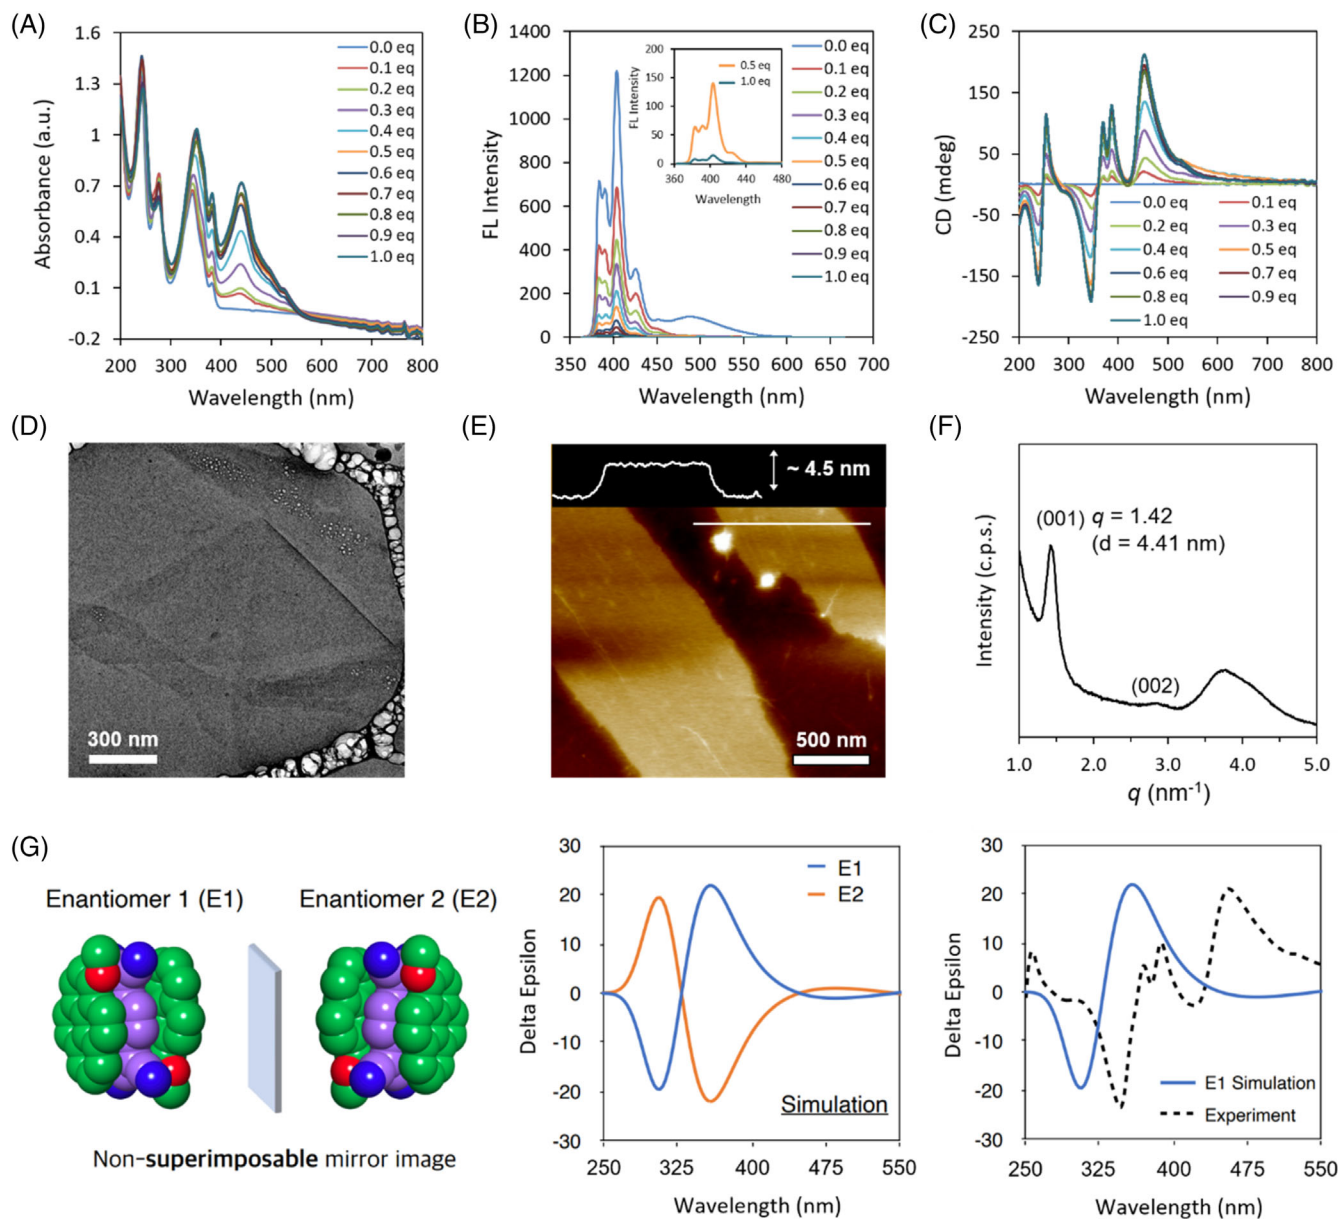 (A)
Absorbance (a.u.)
1.6
1.3
1
0.7
0.4
0.1
-0.2
200 300 400 500 600 700 800
Wavelength (nm)
0.0 eq
0.1 eq
0.2 eq
0.3 eq
0.4 eq
0.5 eq
0.6 eq
0.7 eq
0.8 eq
0.9 eq
1.0 eq
(B)
FL Intensity
1400
1200
1000
800
600
400
200
0
350 400 450 500 550 600 650 700
Wavelength (nm)
FL Intensity
200
150
100
50
0
360 400 440 480
Wavelength
0.5 eq
1.0 eq
0.0 eq
0.1 eq
0.2 eq
0.3 eq
0.4 eq
0.5 eq
0.6 eq
0.7 eq
0.8 eq
0.9 eq
1.0 eq
(C)
CD (mdeg)
250
150
50
-50
-150
-250
200 300 400 500 600 700 800
Wavelength (nm)
0.0 eq 0.1 eq
0.2 eq 0.3 eq
0.4 eq 0.5 eq
0.6 eq 0.7 eq
0.8 eq 0.9 eq
1.0 eq
(D)
300 nm
(E)
~ 4.5 nm
500 nm
(F)
Intensity (c.p.s.)
(001) q = 1.42
(d = 4.41 nm)
(002)
1.0 2.0 3.0 4.0 5.0
q (nm-1)
(G)
Enantiomer 1 (E1) Enantiomer 2 (E2)
Non-superimposable mirror image
Delta Epsilon
30
20
10
0
-10
-20
-30
250 325 400 475 550
Wavelength (nm)
E1
E2
Simulation
Delta Epsilon
30
20
10
0
-10
-20
-30
250 325 400 475 550
Wavelength (nm)
E1 Simulation
Experiment